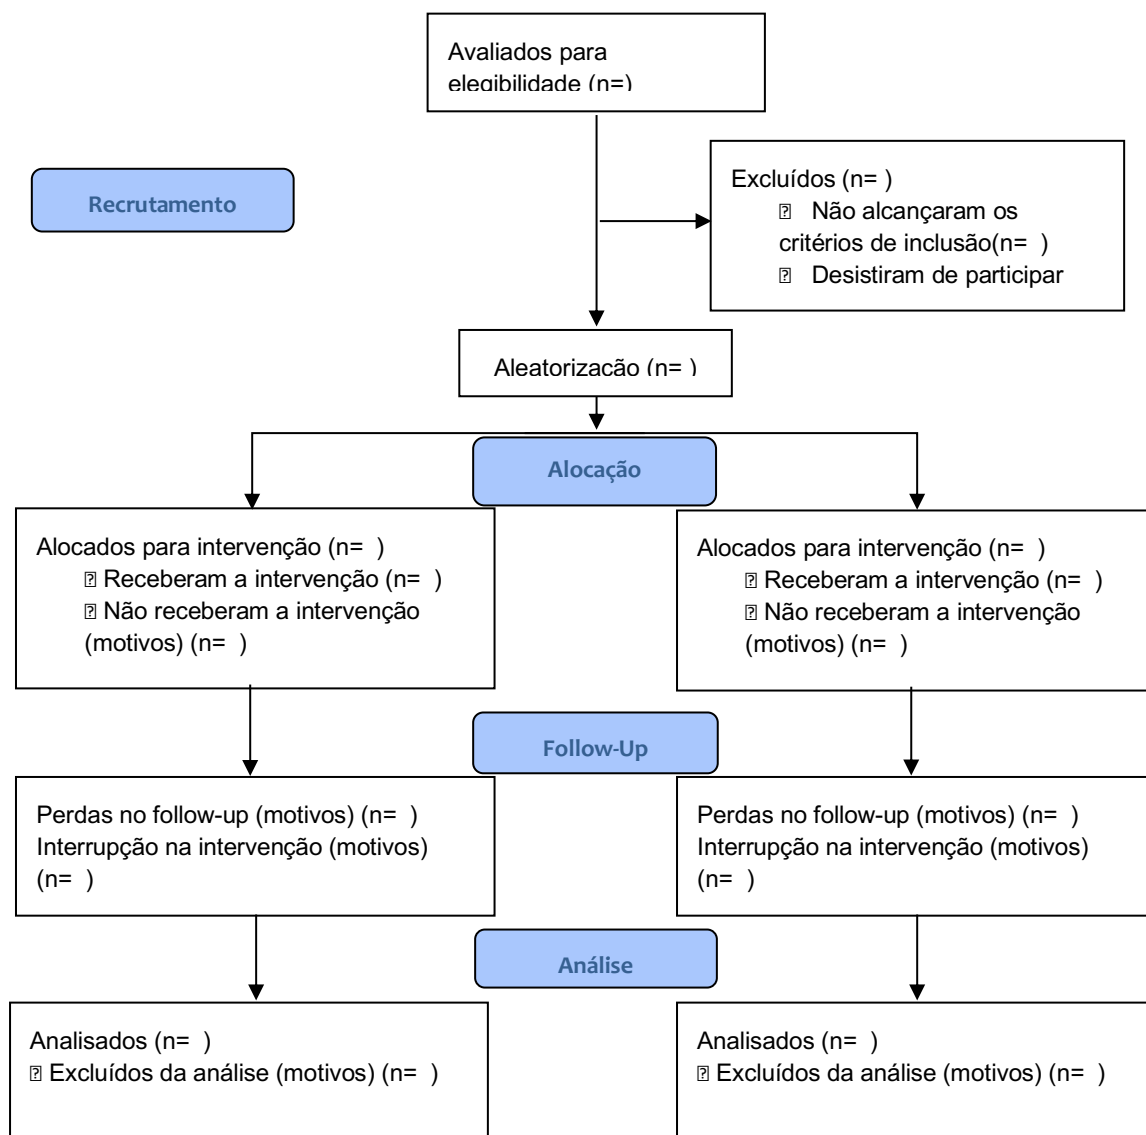 Avaliados para
elegibilidade (n=)
Recrutamento
Excluídos (n= )
⍰ Não alcançaram os
critérios de inclusão(n= )
⍰ Desistiram de participar
Aleatorização (n= )
Alocação
Alocados para intervenção (n= )
⍰ Receberam a intervenção (n= )
⍰ Não receberam a intervenção
(motivos) (n= )
Alocados para intervenção (n= )
⍰ Receberam a intervenção (n= )
⍰ Não receberam a intervenção
(motivos) (n= )
Follow-Up
Perdas no follow-up (motivos) (n= )
Interrupção na intervenção (motivos)
(n= )
Perdas no follow-up (motivos) (n= )
Interrupção na intervenção (motivos)
(n= )
Análise
Analisados (n= )
⍰ Excluídos da análise (motivos) (n= )
Analisados (n= )
⍰ Excluídos da análise (motivos) (n= )